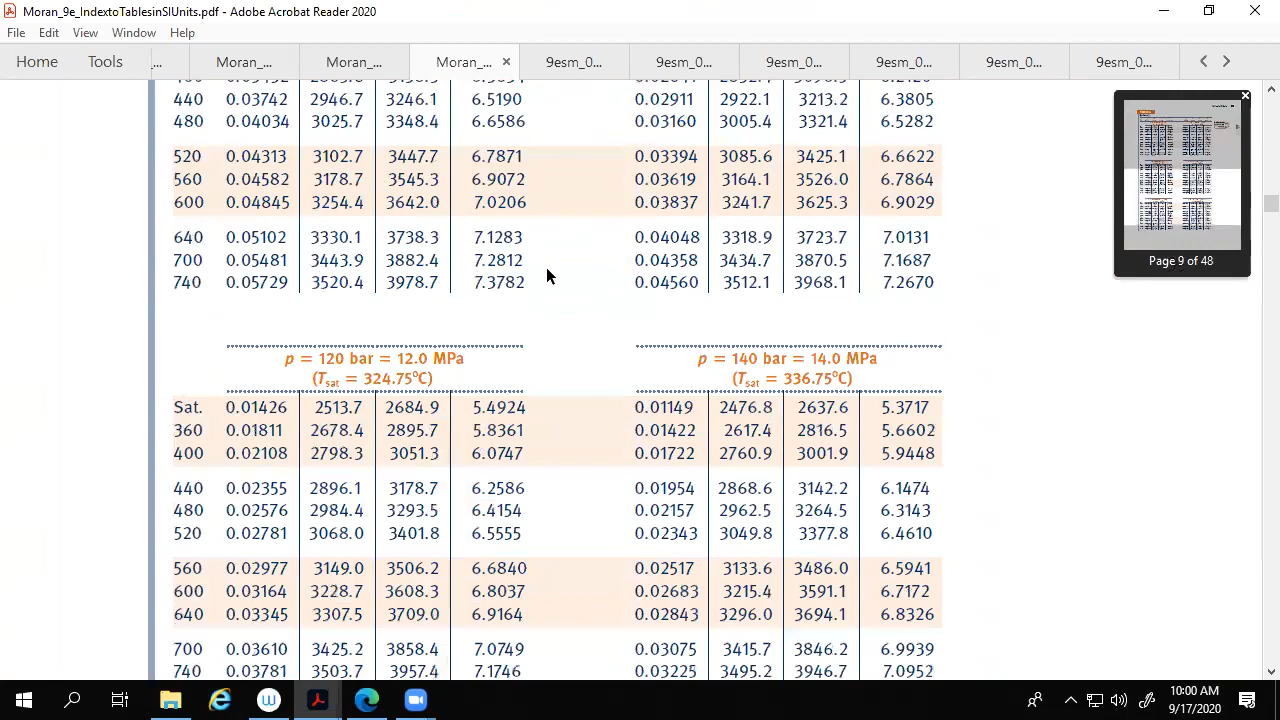 Moran_9e_IndextoTablesinSIUnits.pdf - Adobe Acrobat Reader 2020
File Edit View Window Help
Home Tools ... Moran_... Moran_... Moran_... × 9esm_0... 9esm_0... 9esm_0... 9esm_0... 9esm_0... 9esm_0...
440 0.03742 2946.7 3246.1 6.5190 0.02911 2922.1 3213.2 6.3805
480 0.04034 3025.7 3348.4 6.6586 0.03160 3005.4 3321.4 6.5282
520 0.04313 3102.7 3447.7 6.7871 0.03394 3085.6 3425.1 6.6622
560 0.04582 3178.7 3545.3 6.9072 0.03619 3164.1 3526.0 6.7864
600 0.04845 3254.4 3642.0 7.0206 0.03837 3241.7 3625.3 6.9029
640 0.05102 3330.1 3738.3 7.1283 0.04048 3318.9 3723.7 7.0131
700 0.05481 3443.9 3882.4 7.2812 0.04358 3434.7 3870.5 7.1687
740 0.05729 3520.4 3978.7 7.3782 0.04560 3512.1 3968.1 7.2670
p = 120 bar = 12.0 MPa p = 140 bar = 14.0 MPa
(Tsat = 324.75°C) (Tsat = 336.75°C)
Sat. 0.01426 2513.7 2684.9 5.4924 0.01149 2476.8 2637.6 5.3717
360 0.01811 2678.4 2895.7 5.8361 0.01422 2617.4 2816.5 5.6602
400 0.02108 2798.3 3051.3 6.0747 0.01722 2760.9 3001.9 5.9448
440 0.02355 2896.1 3178.7 6.2586 0.01954 2868.6 3142.2 6.1474
480 0.02576 2984.4 3293.5 6.4154 0.02157 2962.5 3264.5 6.3143
520 0.02781 3068.0 3401.8 6.5555 0.02343 3049.8 3377.8 6.4610
560 0.02977 3149.0 3506.2 6.6840 0.02517 3133.6 3486.0 6.5941
600 0.03164 3228.7 3608.3 6.8037 0.02683 3215.4 3591.1 6.7172
640 0.03345 3307.5 3709.0 6.9164 0.02843 3296.0 3694.1 6.8326
700 0.03610 3425.2 3858.4 7.0749 0.03075 3415.7 3846.2 6.9939
740 0.03781 3503.7 3957.4 7.1746 0.03225 3495.2 3946.7 7.0952
Page 9 of 48
10:00 AM
9/17/2020